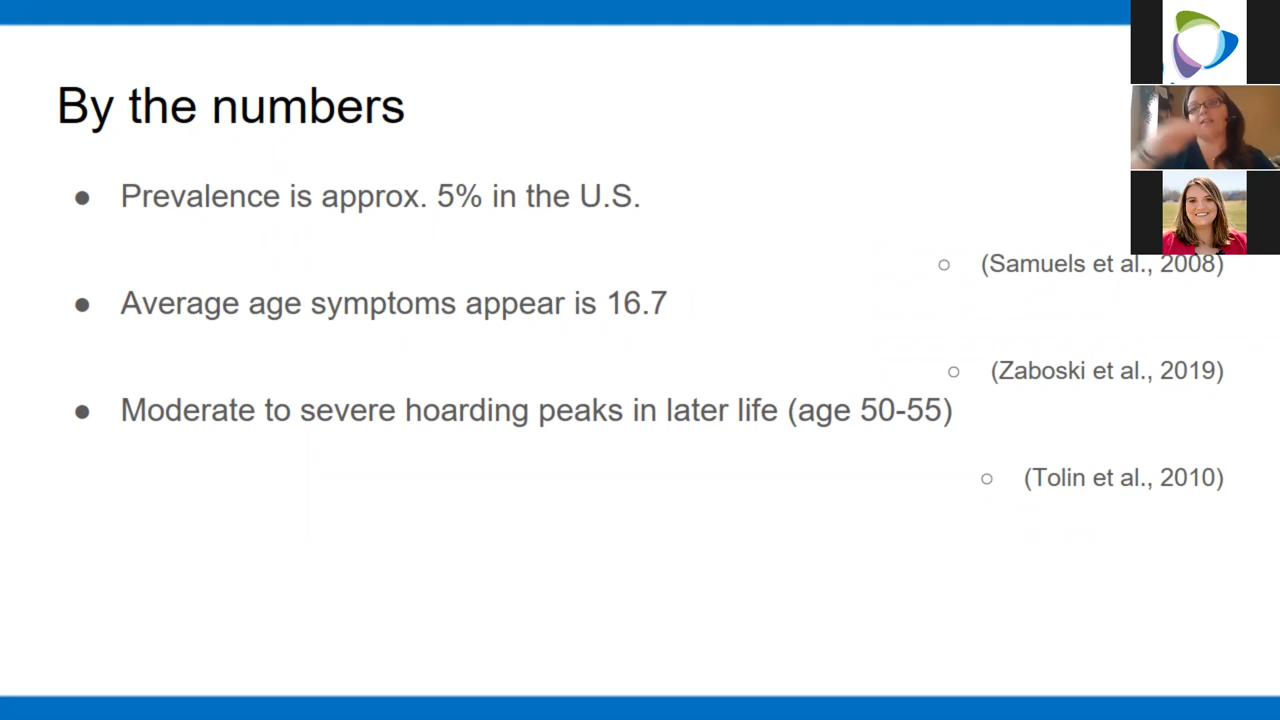 By the numbers
● Prevalence is approx. 5% in the U.S.
○ (Samuels et al., 2008)
● Average age symptoms appear is 16.7
○ (Zaboski et al., 2019)
● Moderate to severe hoarding peaks in later life (age 50-55)
○ (Tolin et al., 2010)